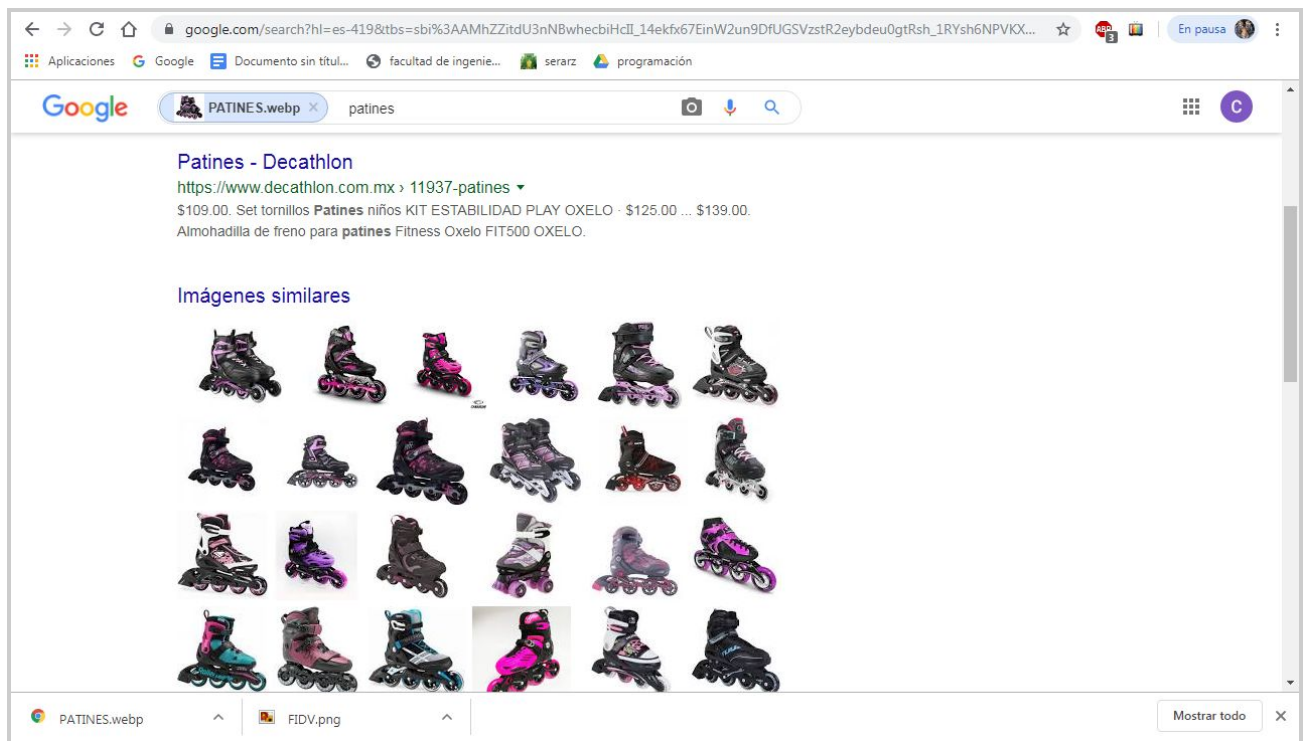 google.com/search?hl=es-419&tbs=sbi%3AAMhZZitdU3nNBwhecbiHcII_14ekfx67EinW2un9DfUGSVzstR2eybdeu0gtRsh_1RYsh6NPVKX...
ABP
3
En pausa
Aplicaciones
Google
Documento sin títul...
facultad de ingenie...
serarz
programación
Google
PATINES.webp
patines
C
Patines - Decathlon
https://www.decathlon.com.mx › 11937-patines
$109.00. Set tornillos Patines niños KIT ESTABILIDAD PLAY OXELO · $125.00 ... $139.00.
Almohadilla de freno para patines Fitness Oxelo FIT500 OXELO.
Imágenes similares
PATINES.webp
FIDV.png
Mostrar todo